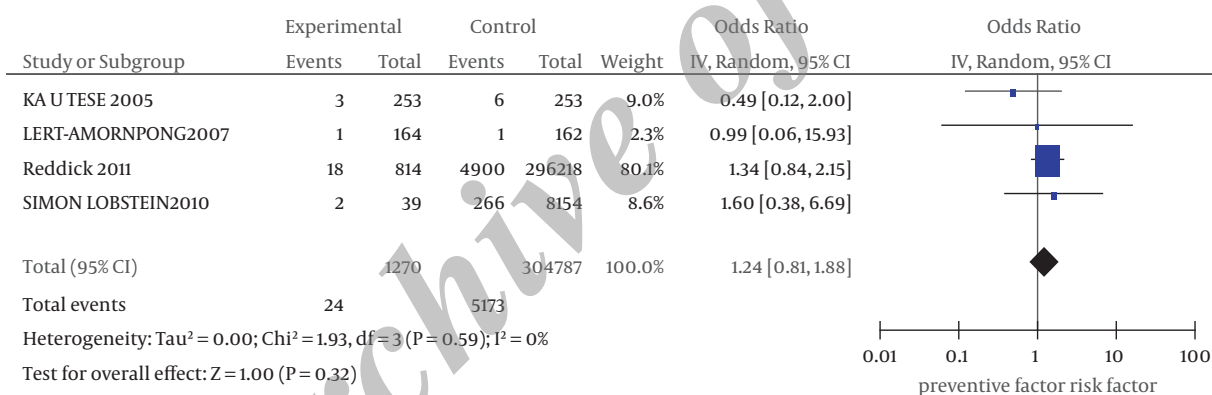 Experimental Control Odds Ratio Odds Ratio
Study or Subgroup Events Total Events Total Weight IV, Random, 95% CI IV, Random, 95% CI
KA U TESE 2005 3 253 6 253 9.0% 0.49 [0.12, 2.00]
LERT-AMORNPONG2007 1 164 1 162 2.3% 0.99 [0.06, 15.93]
Reddick 2011 18 814 4900 296218 80.1% 1.34 [0.84, 2.15]
SIMON LOBSTEIN2010 2 39 266 8154 8.6% 1.60 [0.38, 6.69]
Total (95% CI) 1270 304787 100.0% 1.24 [0.81, 1.88]
Total events 24 5173
Heterogeneity: Tau² = 0.00; Chi² = 1.93, df = 3 (P = 0.59); I² = 0%
Test for overall effect: Z = 1.00 (P = 0.32)
0.01 0.1 1 10 100
preventive factor risk factor
chive of